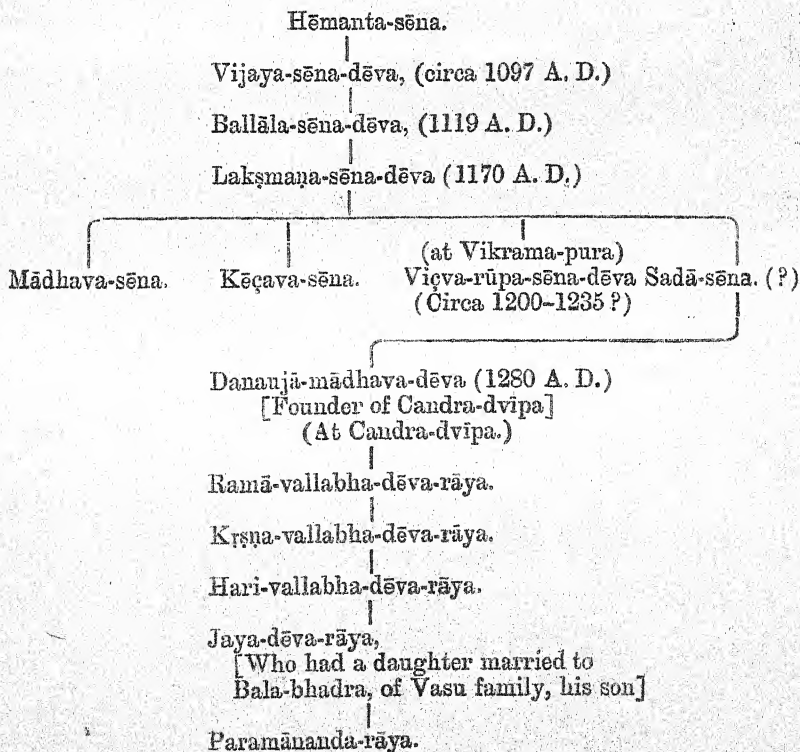 Hēmanta-sēna.
Vijaya-sēna-dēva, (circa 1097 A. D.)
Ballāla-sēna-dēva, (1119 A. D.)
Lakṣmaṇa-sēna-dēva (1170 A. D.)
(at Vikrama-pura)
Mādhava-sēna. Kēçava-sēna. Viçva-rūpa-sēna-dēva Sadā-sēna. (?)
(Circa 1200–1235 ?)
Danaujā-mādhava-dēva (1280 A. D.)
[Founder of Candra-dvīpa]
(At Candra-dvīpa.)
Ramā-vallabha-dēva-rāya.
Kṛṣṇa-vallabha-dēva-rāya.
Hari-vallabha-dēva-rāya.
Jaya-dēva-rāya,
[Who had a daughter married to
Bala-bhadra, of Vasu family, his son]
Paramānanda-rāya.